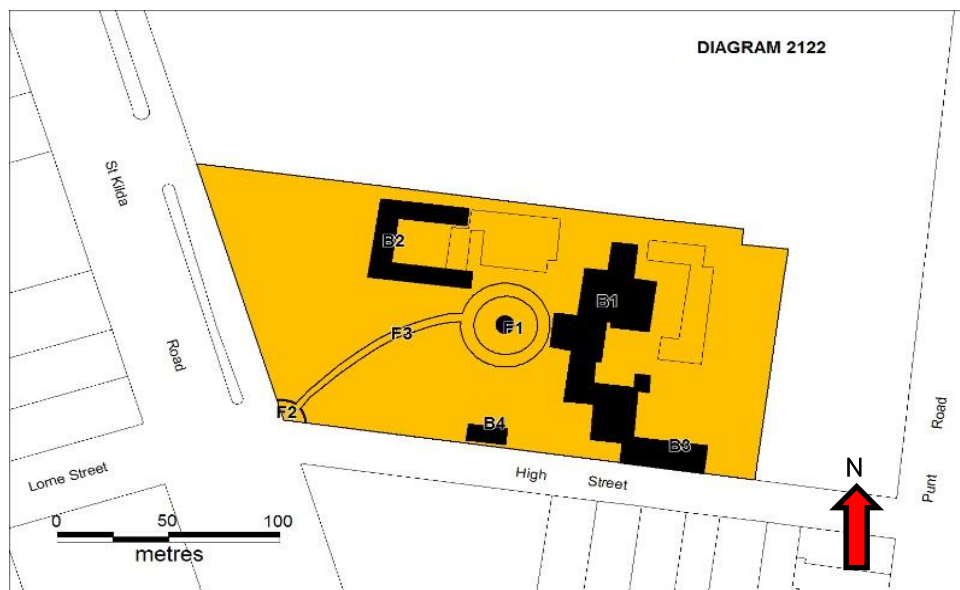 DIAGRAM 2122
St Kilda
Road
B2
B1
F1
F3
F2
B4
B3
Lorne Street
High Street
Road
Punt
N
0 50 100
metres